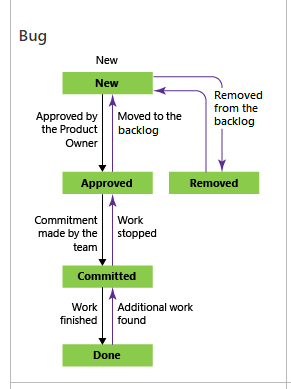 Bug
New
New
Removed
from the
backlog
Approved by
the Product
Owner
Moved to the
backlog
Approved
Removed
Commitment
made by the
team
Work
stopped
Committed
Work
finished
Additional work
found
Done